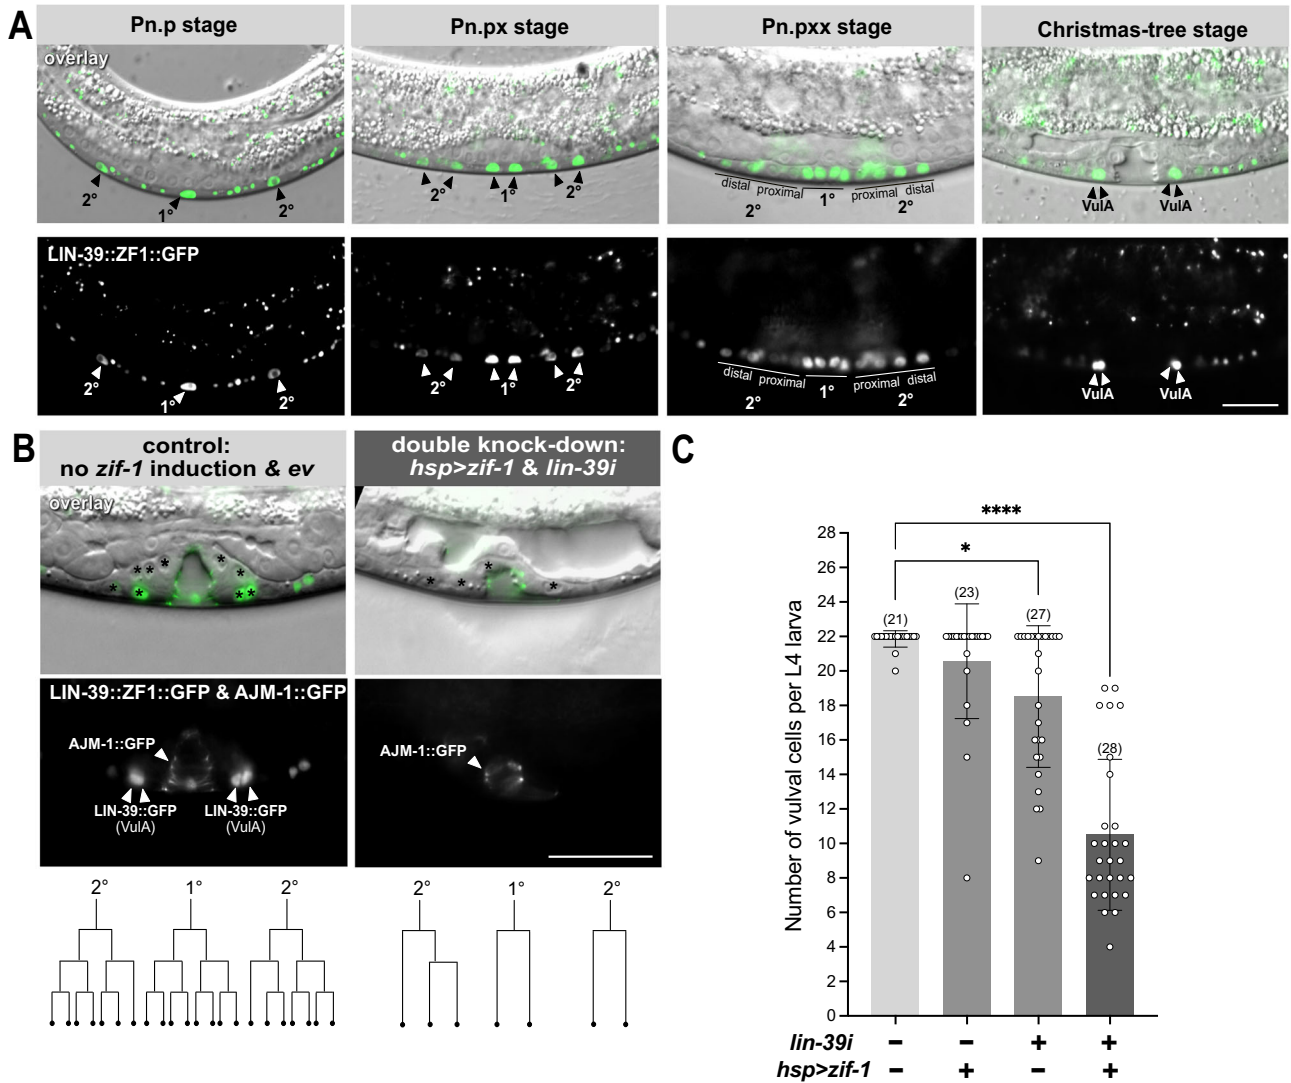 A
Pn.p stage
Pn.px stage
Pn.pxx stage
Christmas-tree stage
overlay
2°
1°
2°
2°
1°
2°
distal
proximal
2°
1°
proximal
distal
2°
VulA
VulA
LIN-39::ZF1::GFP
2°
1°
2°
2°
1°
2°
distal
proximal
2°
1°
proximal
distal
2°
VulA
VulA
B
control:
no zif-1 induction & ev
double knock-down:
hsp>zif-1 & lin-39i
overlay
* * * * * * * * *
* * * * *
LIN-39::ZF1::GFP & AJM-1::GFP
AJM-1::GFP
LIN-39::GFP
(VulA)
LIN-39::GFP
(VulA)
AJM-1::GFP
2°
1°
2°
2°
1°
2°
C
Number of vulval cells per L4 larva
28
26
24
22
20
18
16
14
12
10
8
6
4
2
0
****
*
(21)
(23)
(27)
(28)
lin-39i
− − + +
hsp>zif-1
− + − +